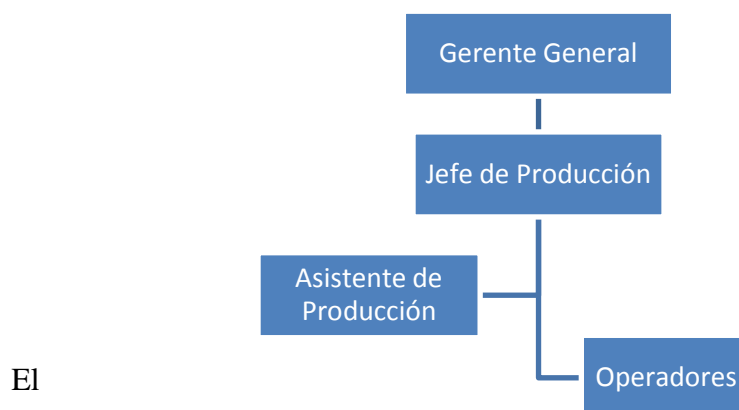 Gerente General
Jefe de Producción
Asistente de
Producción
Operadores
El